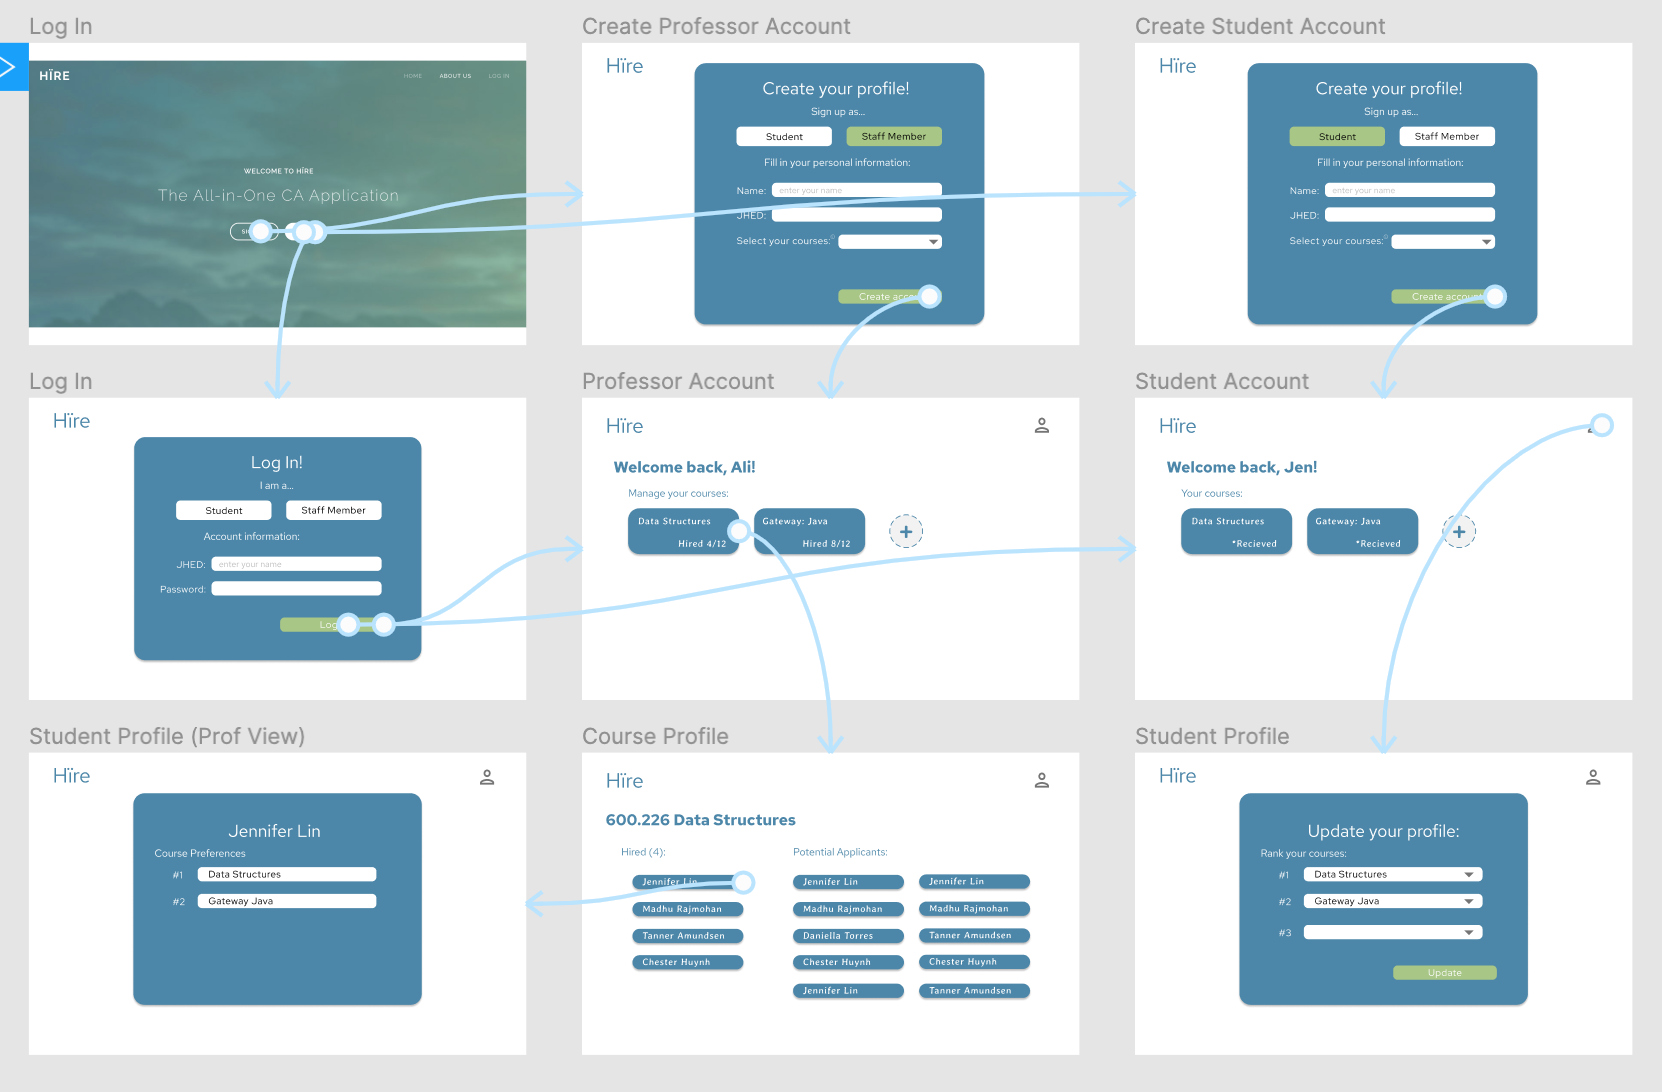 Log In
HÏRE
HOME ABOUT US LOG IN
WELCOME TO HÏRE
The All-in-One CA Application
Create Professor Account
Hïre
Create your profile!
Sign up as...
Student Staff Member
Fill in your personal information:
Name: enter your name
JHED:
Select your courses:
Create acco
Create Student Account
Hïre
Create your profile!
Sign up as...
Student Staff Member
Fill in your personal information:
Name: enter your name
JHED:
Select your courses:
Create account
Log In
Hïre
Log In!
I am a...
Student Staff Member
Account information:
JHED: enter your name
Password:
Log
Professor Account
Hïre
Welcome back, Ali!
Manage your courses:
Data Structures
Hired 4/12
Gateway: Java
Hired 8/12
+
Student Account
Hïre
Welcome back, Jen!
Your courses:
Data Structures
*Recieved
Gateway: Java
*Recieved
+
Student Profile (Prof View)
Hïre
Jennifer Lin
Course Preferences
#1 Data Structures
#2 Gateway Java
Course Profile
Hïre
600.226 Data Structures
Hired (4):
Jennifer Lin
Madhu Rajmohan
Tanner Amundsen
Chester Huynh
Potential Applicants:
Jennifer Lin Jennifer Lin
Madhu Rajmohan Madhu Rajmohan
Daniella Torres Tanner Amundsen
Chester Huynh Chester Huynh
Jennifer Lin Tanner Amundsen
Student Profile
Hïre
Update your profile:
Rank your courses:
#1 Data Structures
#2 Gateway Java
#3
Update